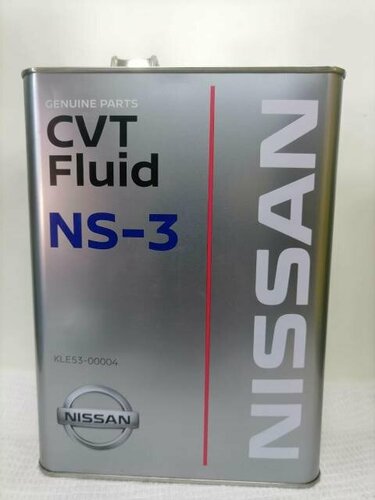 GENUINE PARTS
CVT
Fluid
NS-3
KLE53-00004
NISSAN
NISSAN